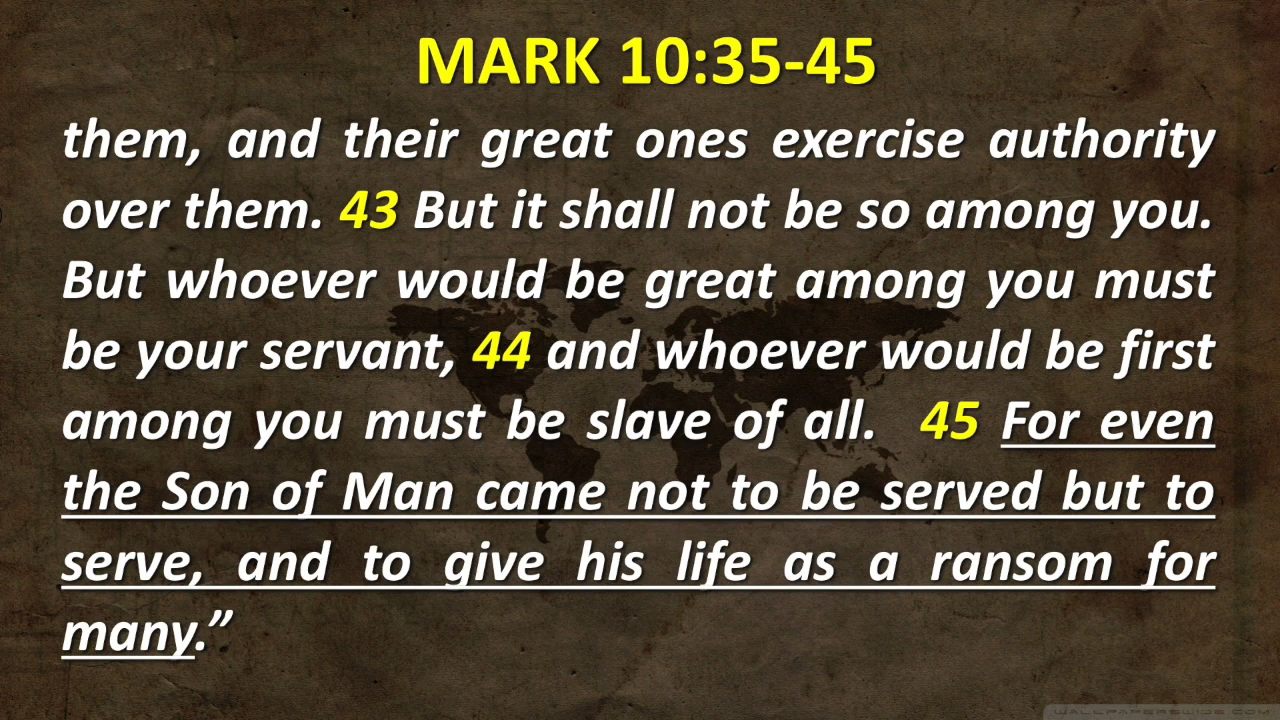 MARK 10:35-45
them, and their great ones exercise authority
over them. 43 But it shall not be so among you.
But whoever would be great among you must
be your servant, 44 and whoever would be first
among you must be slave of all. 45 For even
the Son of Man came not to be served but to
serve, and to give his life as a ransom for
many.”
WALLPAPERSWIDE.COM